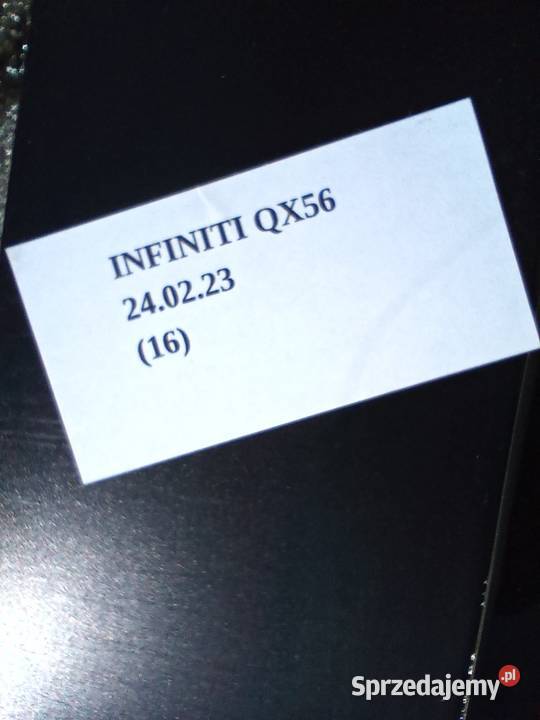 INFINITI QX56
24.02.23
(16)
Sprzedajemy.pl